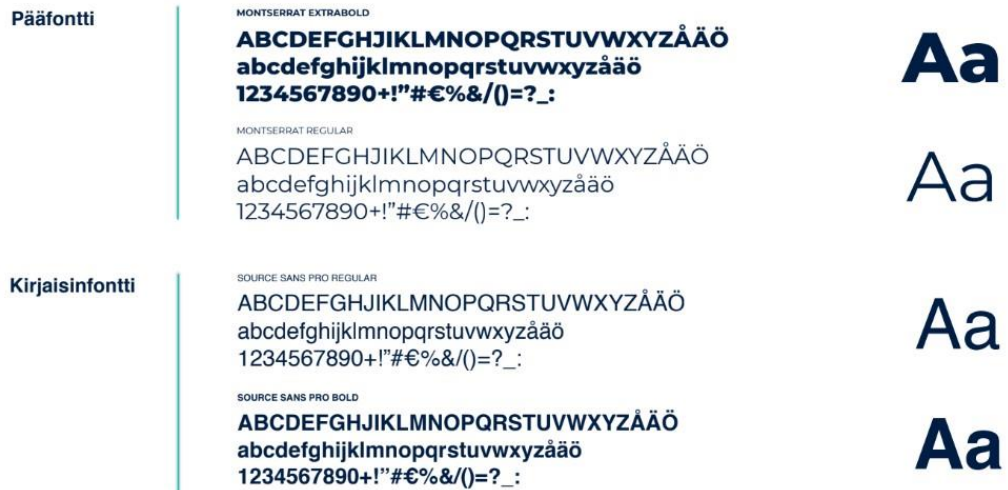 Pääfontti
MONTSERRAT EXTRABOLD
ABCDEFGHJIKLMNOPQRSTUVWXYZÅÄÖ
abcdefghijklmnopqrstuvwxyzåäö
1234567890+!”#€%&/()=?_:
Aa
MONTSERRAT REGULAR
ABCDEFGHJIKLMNOPQRSTUVWXYZÅÄÖ
abcdefghijklmnopqrstuvwxyzåäö
1234567890+!”#€%&/()=?_:
Aa
Kirjaisinfontti
SOURCE SANS PRO REGULAR
ABCDEFGHJIKLMNOPQRSTUVWXYZÅÄÖ
abcdefghijklmnopqrstuvwxyzåäö
1234567890+!”#€%&/()=?_:
Aa
SOURCE SANS PRO BOLD
ABCDEFGHJIKLMNOPQRSTUVWXYZÅÄÖ
abcdefghijklmnopqrstuvwxyzåäö
1234567890+!”#€%&/()=?_:
Aa